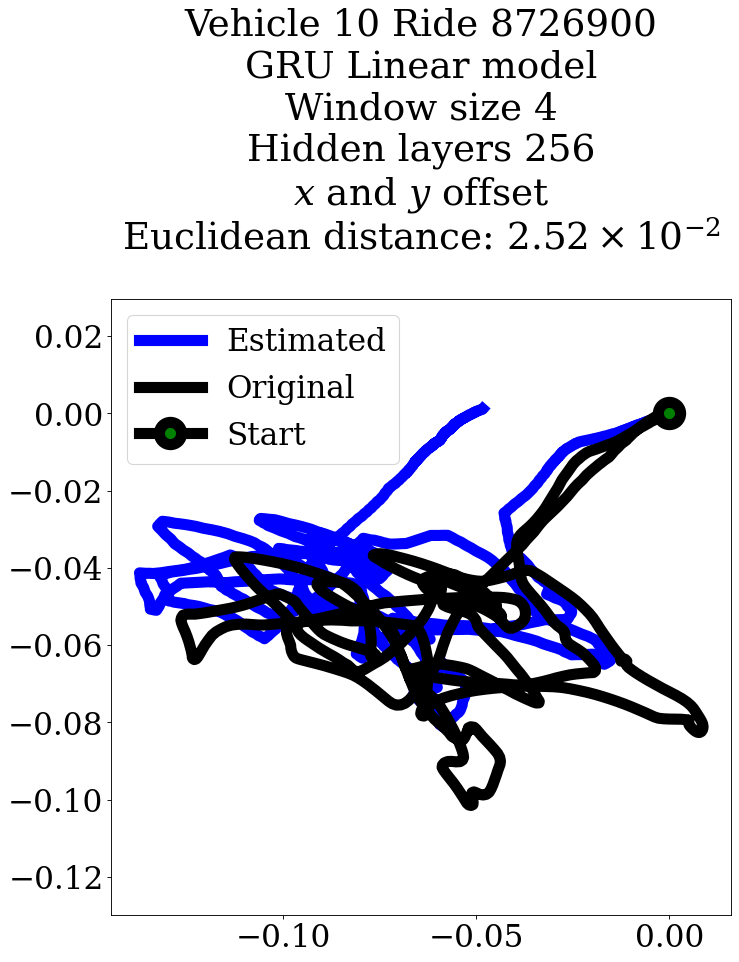 Vehicle 10 Ride 8726900
GRU Linear model
Window size 4
Hidden layers 256
x and y offset
Euclidean distance: 2.52 × 10⁻²
Estimated
Original
Start
0.02
0.00
−0.02
−0.04
−0.06
−0.08
−0.10
−0.12
−0.10 −0.05 0.00